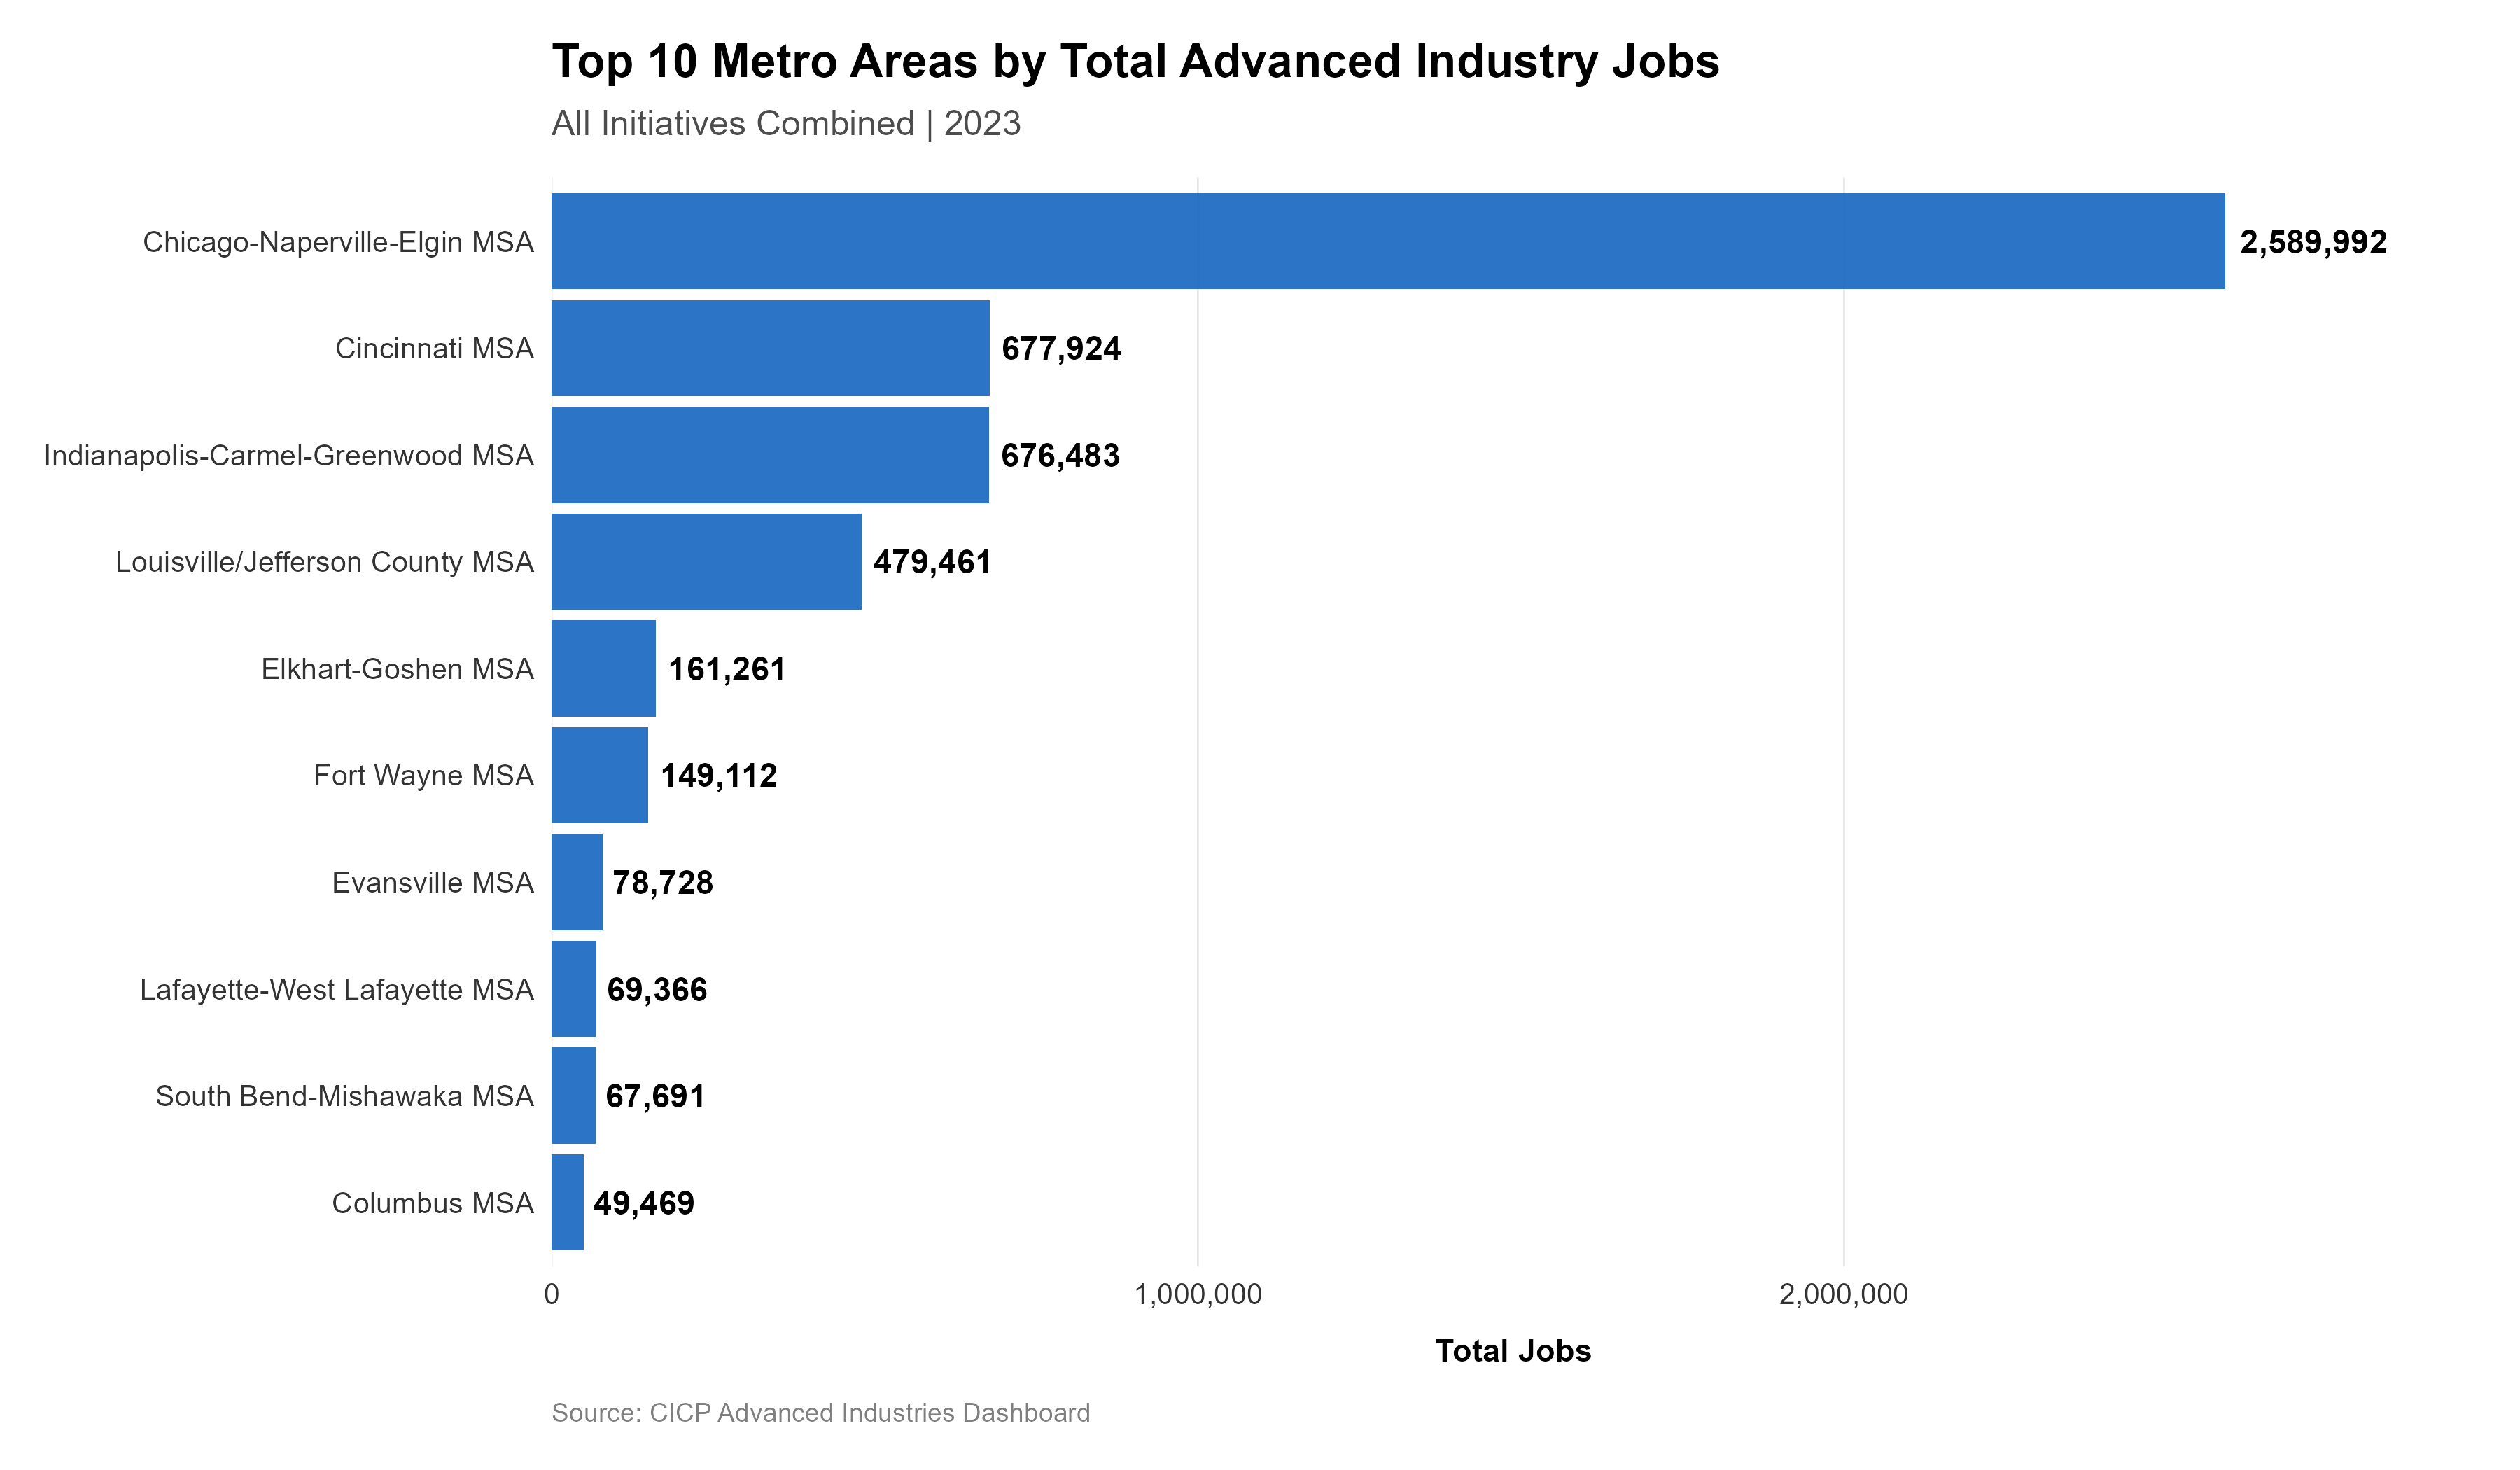 Top 10 Metro Areas by Total Advanced Industry Jobs
All Initiatives Combined | 2023
Chicago-Naperville-Elgin MSA 2,589,992
Cincinnati MSA 677,924
Indianapolis-Carmel-Greenwood MSA 676,483
Louisville/Jefferson County MSA 479,461
Elkhart-Goshen MSA 161,261
Fort Wayne MSA 149,112
Evansville MSA 78,728
Lafayette-West Lafayette MSA 69,366
South Bend-Mishawaka MSA 67,691
Columbus MSA 49,469
0 1,000,000 2,000,000
Total Jobs
Source: CICP Advanced Industries Dashboard